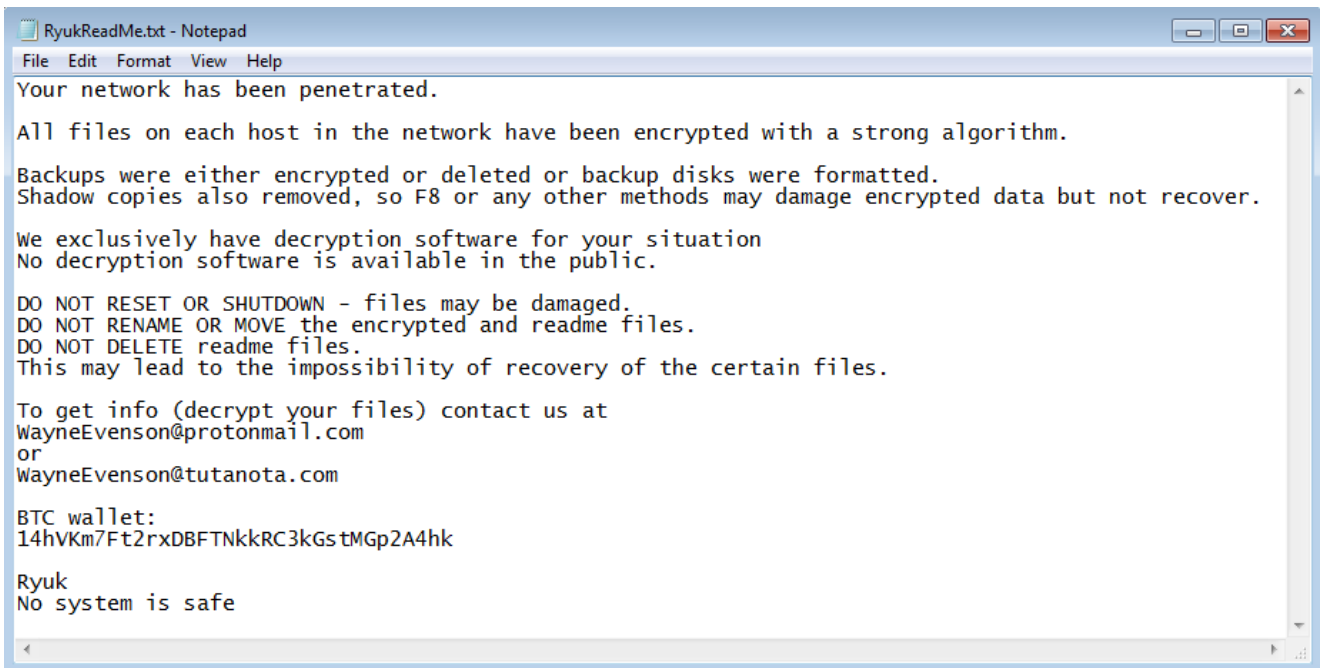 RyukReadMe.txt - Notepad
File Edit Format View Help
Your network has been penetrated.
All files on each host in the network have been encrypted with a strong algorithm.
Backups were either encrypted or deleted or backup disks were formatted.
Shadow copies also removed, so F8 or any other methods may damage encrypted data but not recover.
We exclusively have decryption software for your situation
No decryption software is available in the public.
DO NOT RESET OR SHUTDOWN - files may be damaged.
DO NOT RENAME OR MOVE the encrypted and readme files.
DO NOT DELETE readme files.
This may lead to the impossibility of recovery of the certain files.
To get info (decrypt your files) contact us at
WayneEvenson@protonmail.com
or
WayneEvenson@tutanota.com
BTC wallet:
14hVKm7Ft2rxDBFTNkkRC3kGstMGp2A4hk
Ryuk
No system is safe